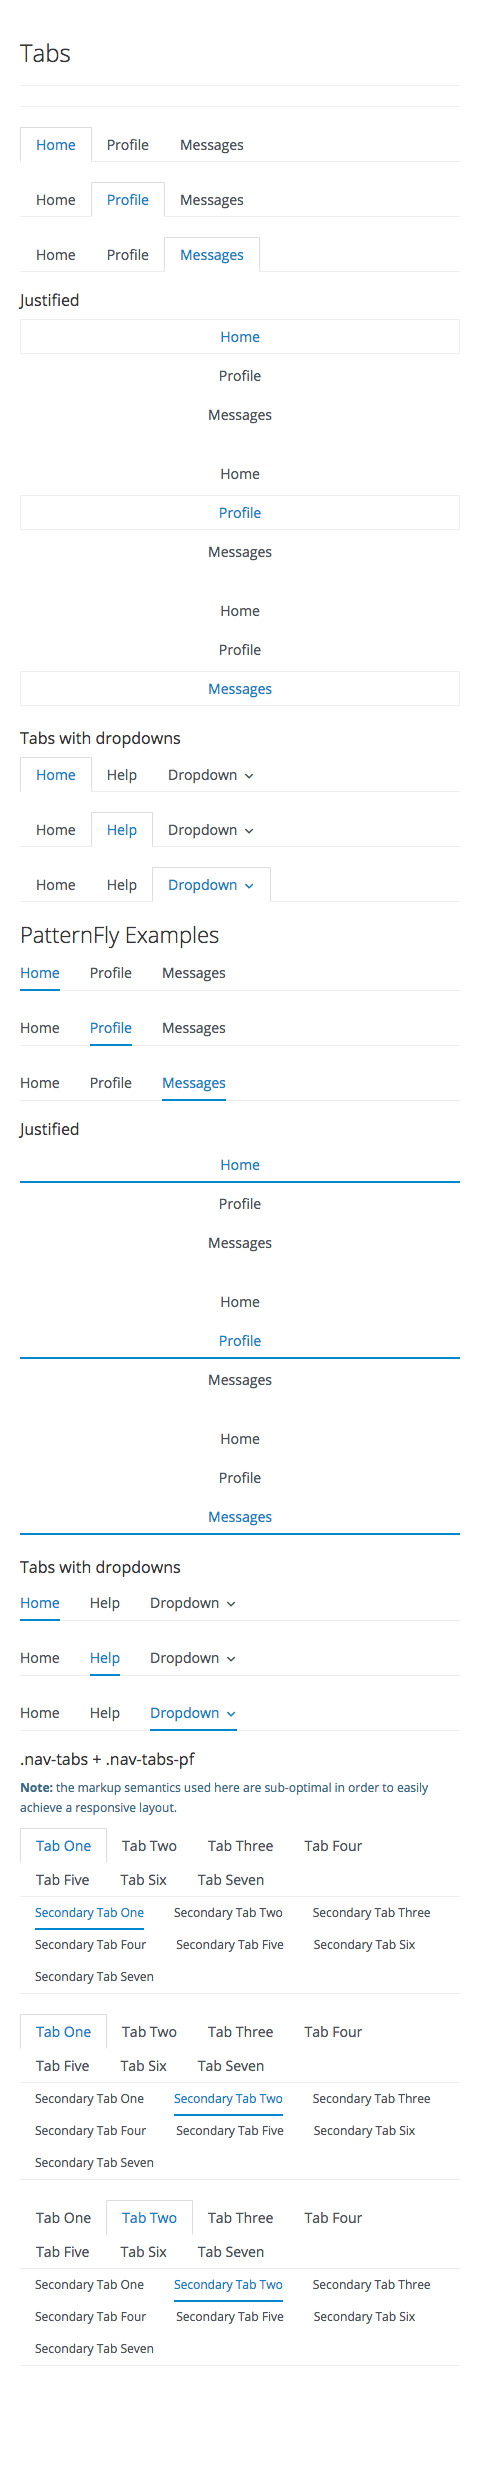 Tabs
Home Profile Messages
Home Profile Messages
Home Profile Messages
Justified
Home
Profile
Messages
Home
Profile
Messages
Home
Profile
Messages
Tabs with dropdowns
Home Help Dropdown
Home Help Dropdown
Home Help Dropdown
PatternFly Examples
Home Profile Messages
Home Profile Messages
Home Profile Messages
Justified
Home
Profile
Messages
Home
Profile
Messages
Home
Profile
Messages
Tabs with dropdowns
Home Help Dropdown
Home Help Dropdown
Home Help Dropdown
.nav-tabs + .nav-tabs-pf
Note: the markup semantics used here are sub-optimal in order to easily
achieve a responsive layout.
Tab One Tab Two Tab Three Tab Four
Tab Five Tab Six Tab Seven
Secondary Tab One Secondary Tab Two Secondary Tab Three
Secondary Tab Four Secondary Tab Five Secondary Tab Six
Secondary Tab Seven
Tab One Tab Two Tab Three Tab Four
Tab Five Tab Six Tab Seven
Secondary Tab One Secondary Tab Two Secondary Tab Three
Secondary Tab Four Secondary Tab Five Secondary Tab Six
Secondary Tab Seven
Tab One Tab Two Tab Three Tab Four
Tab Five Tab Six Tab Seven
Secondary Tab One Secondary Tab Two Secondary Tab Three
Secondary Tab Four Secondary Tab Five Secondary Tab Six
Secondary Tab Seven